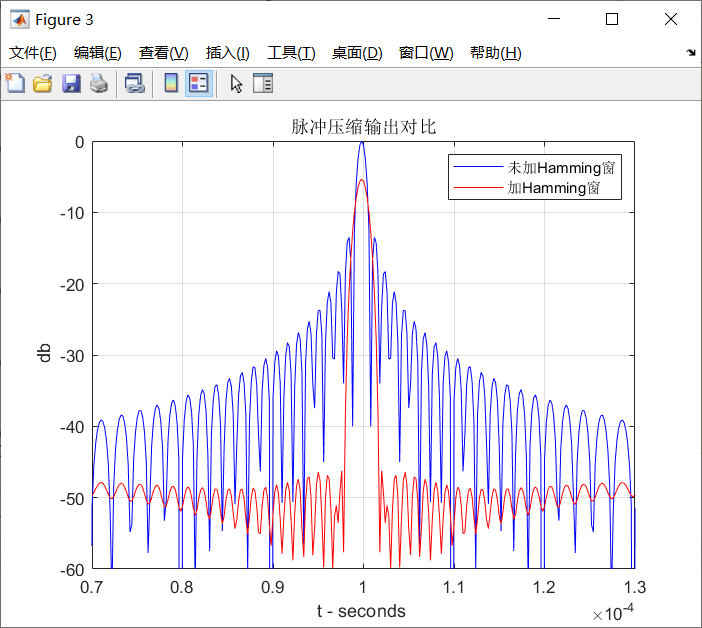 Figure 3
文件(F) 编辑(E) 查看(V) 插入(I) 工具(T) 桌面(D) 窗口(W) 帮助(H)
脉冲压缩输出对比
未加Hamming窗
加Hamming窗
0
-10
-20
-30
-40
-50
-60
db
0.7 0.8 0.9 1 1.1 1.2 1.3
t - seconds
×10-4